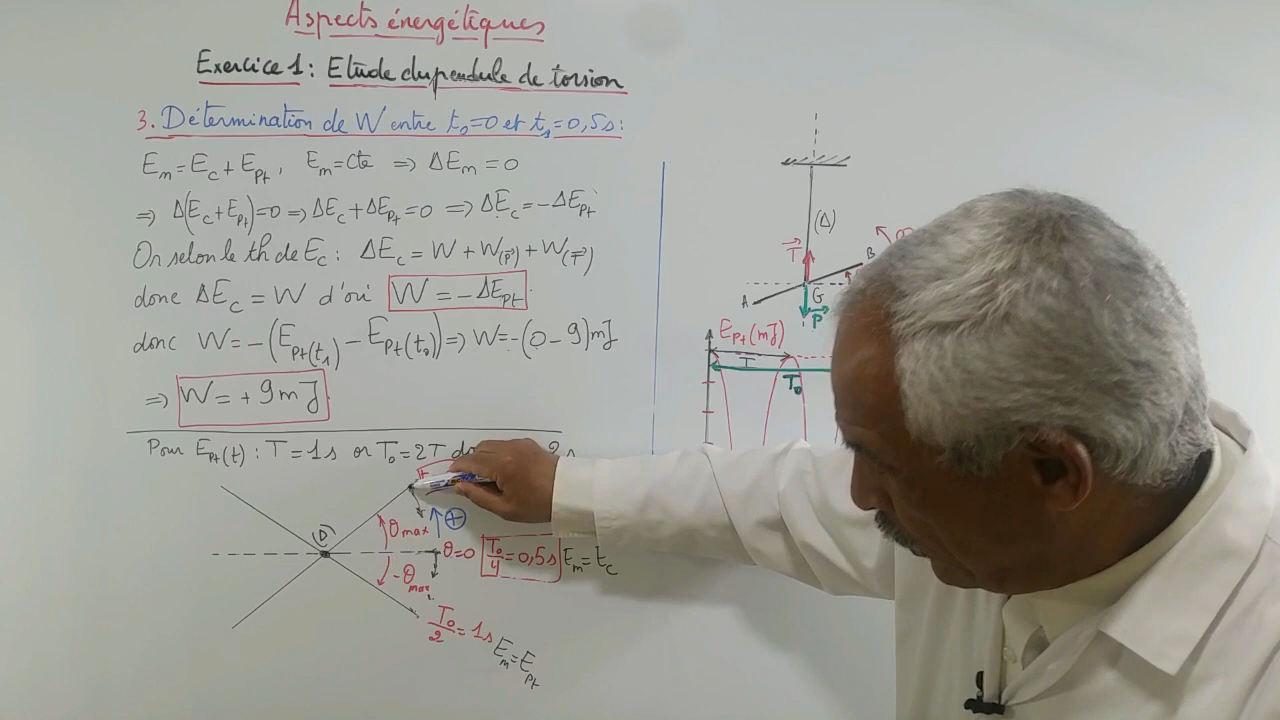 Aspects énergétiques
Exercice 1 : Etude du pendule de torsion
3. Détermination de W entre t₀=0 et t₁=0,5s :
Em = Ec + Ept , Em = Cte ⇒ ΔEm = 0
⇒ Δ(Ec+Ept)=0 ⇒ ΔEc+ΔEpt=0 ⇒ ΔEc=-ΔEpt
Or selon le th de Ec : ΔEc = W + W(P⃗) + W(T⃗)
donc ΔEc = W d'où W = -ΔEpt
donc W = -(Ept(t₁) - Ept(t₀)) ⇒ W = -(0-9)mJ
⇒ W = +9mJ
Pour Ept(t) : T = 1s or T₀ = 2T
(Δ)
θmax
⊕
θ=0
T₀/4 = 0,5s
Em = Ec
-θmax
T₀/2 = 1s
Em = Ept
(Δ)
T⃗
B
A
G
P⃗
Ept(mJ)
T
T₀